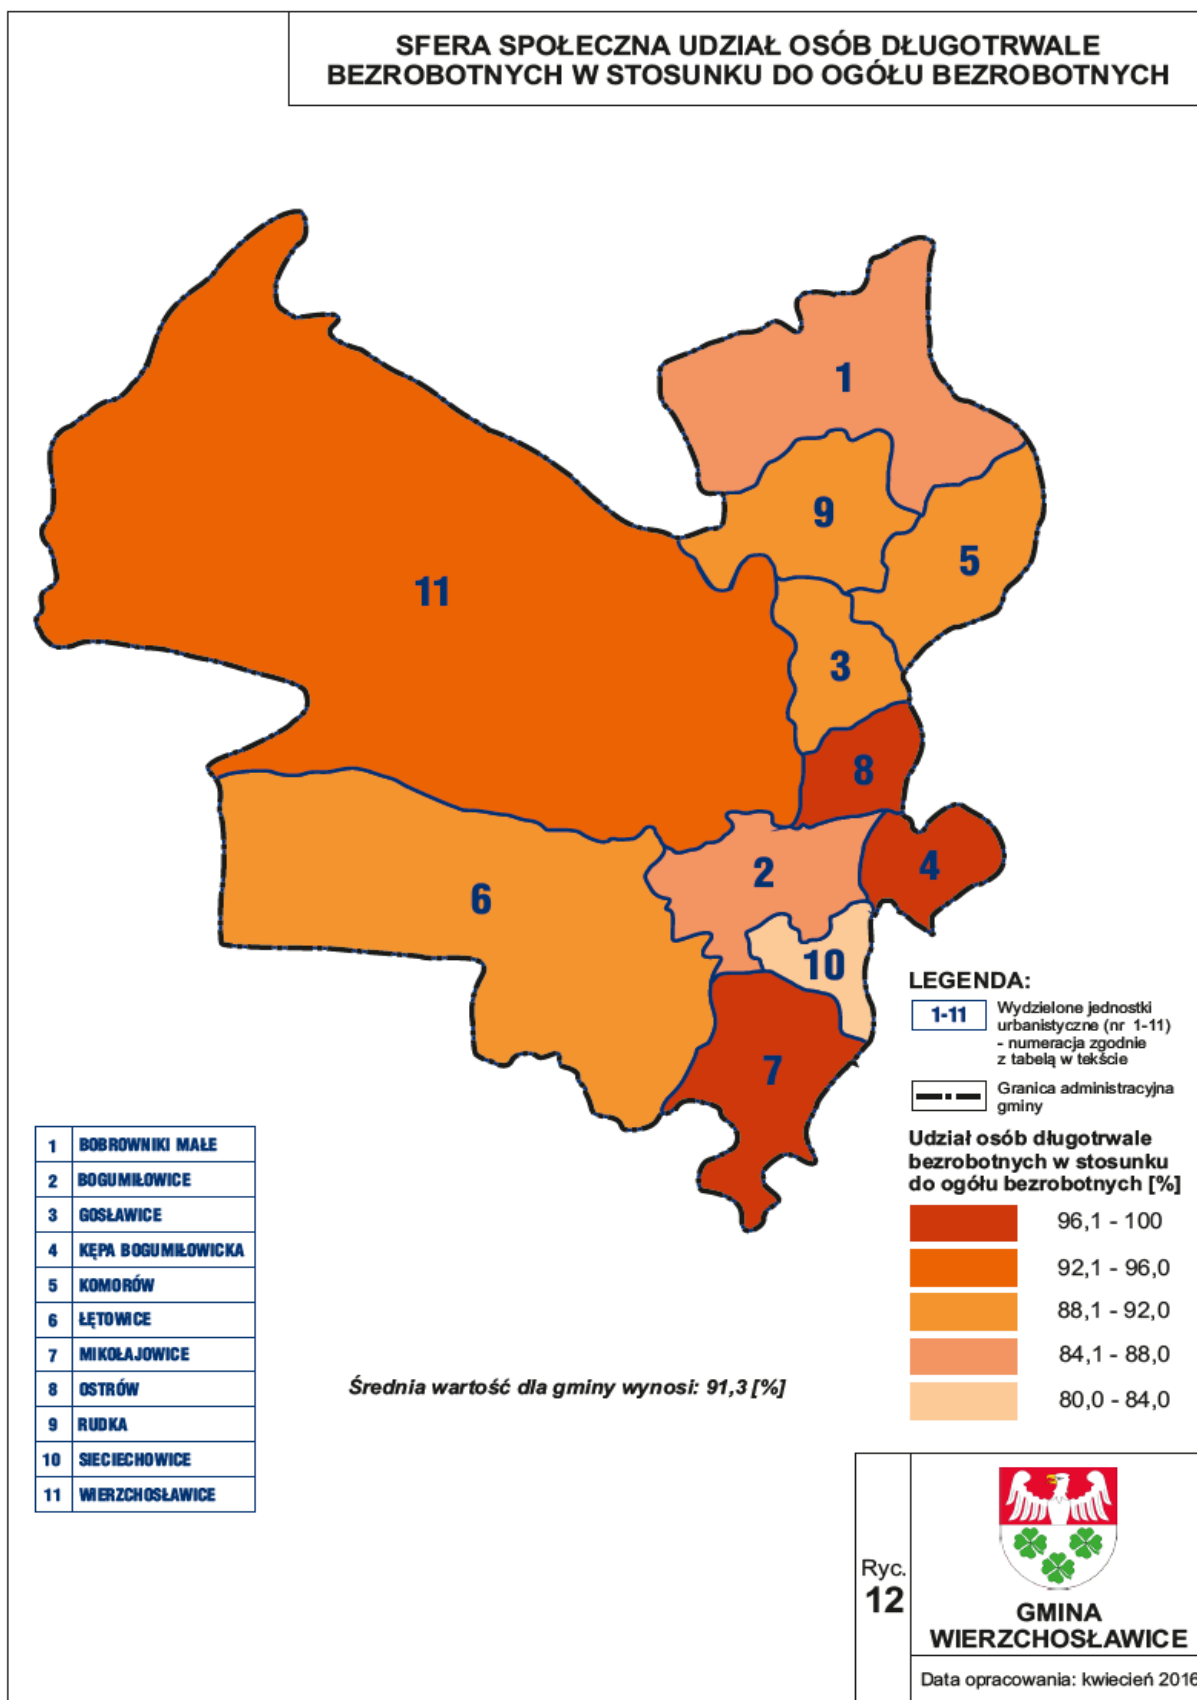 SFERA SPOŁECZNA UDZIAŁ OSÓB DŁUGOTRWALE
BEZROBOTNYCH W STOSUNKU DO OGÓŁU BEZROBOTNYCH
1
9
5
11
3
8
4
2
6
10
7
LEGENDA:
1-11
Wydzielone jednostki
urbanistyczne (nr 1-11)
- numeracja zgodnie
z tabelą w tekście
Granica administracyjna
gminy
Udział osób długotrwale
bezrobotnych w stosunku
do ogółu bezrobotnych [%]
96,1 - 100
92,1 - 96,0
88,1 - 92,0
84,1 - 88,0
80,0 - 84,0
1 BOBROWNIKI MAŁE
2 BOGUMIŁOWICE
3 GOSŁAWICE
4 KĘPA BOGUMIŁOWICKA
5 KOMORÓW
6 ŁĘTOWICE
7 MIKOŁAJOWICE
8 OSTRÓW
9 RUDKA
10 SIECIECHOWICE
11 WIERZCHOSŁAWICE
Średnia wartość dla gminy wynosi: 91,3 [%]
Ryc.
12
GMINA
WIERZCHOSŁAWICE
Data opracowania: kwiecień 2016